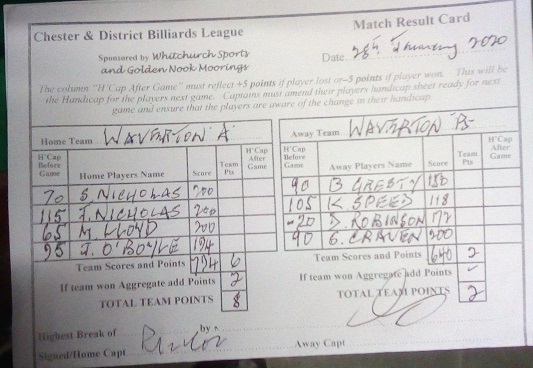 Chester & District Billiards League
Match Result Card
Sponsored by Whitchurch Sports
and Golden Nook Moorings
Date 28th January 2020
The column "H'Cap After Game" must reflect +5 points if player lost or -5 points if player won. This will be
the Handicap for the players next game. Captains must amend their players handicap sheet ready for next
game and ensure that the players are aware of the change in their handicap
Home Team WAVERTON 'A'
Away Team WAVERTON 'B'
H'Cap Before Game Home Players Name Score Team Pts H'Cap After Game
H'Cap Before Game Away Players Name Score Team Pts H'Cap After Game
70 S. NICHOLAS 200
90 B GRESTY 150
115 J. NICHOLAS 200
105 K SPEED 118
65 M. LLOYD 200
-20 D ROBINSON 172
95 J. O'BOYLE 194
90 G. CRAVEN 200
Team Scores and Points 794 6
Team Scores and Points 640 2
If team won Aggregate add Points 2
If team won Aggregate add Points -
TOTAL TEAM POINTS 8
TOTAL TEAM POINTS 2
Highest Break of by
Signed/Home Capt
Away Capt